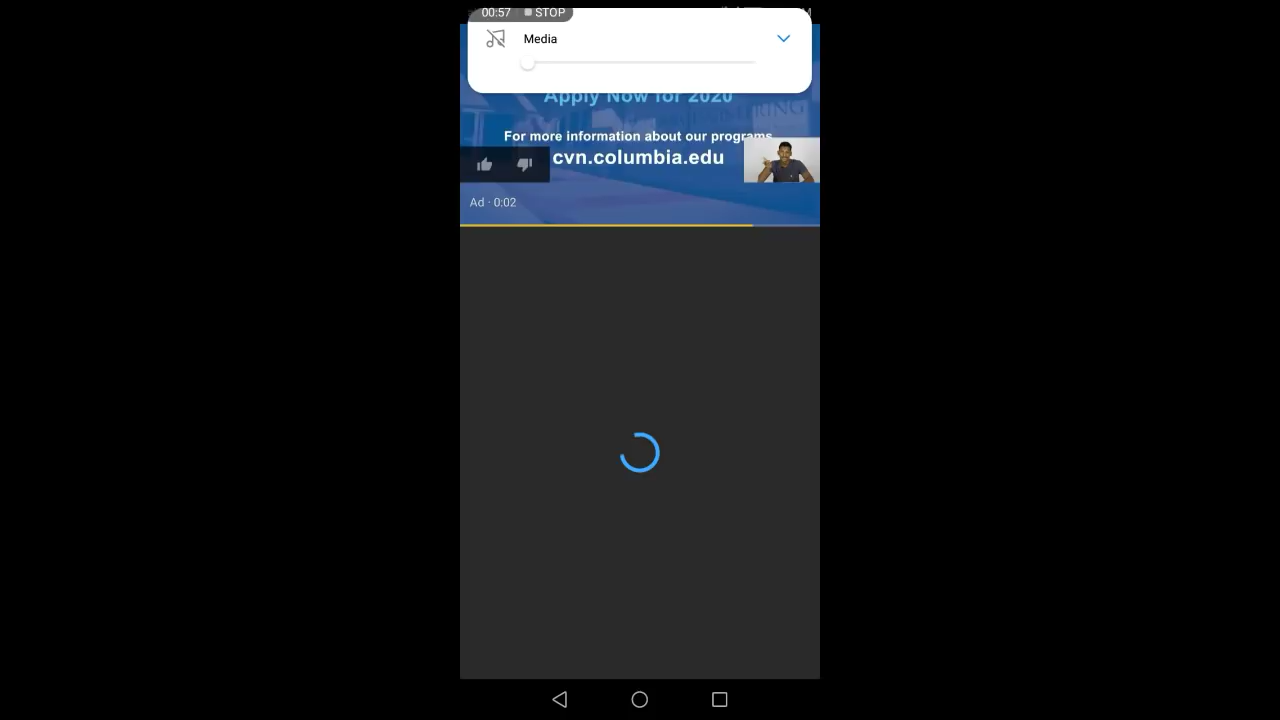 00:57 STOP
Media
Apply Now for 2020
For more information about our programs
cvn.columbia.edu
Ad · 0:02